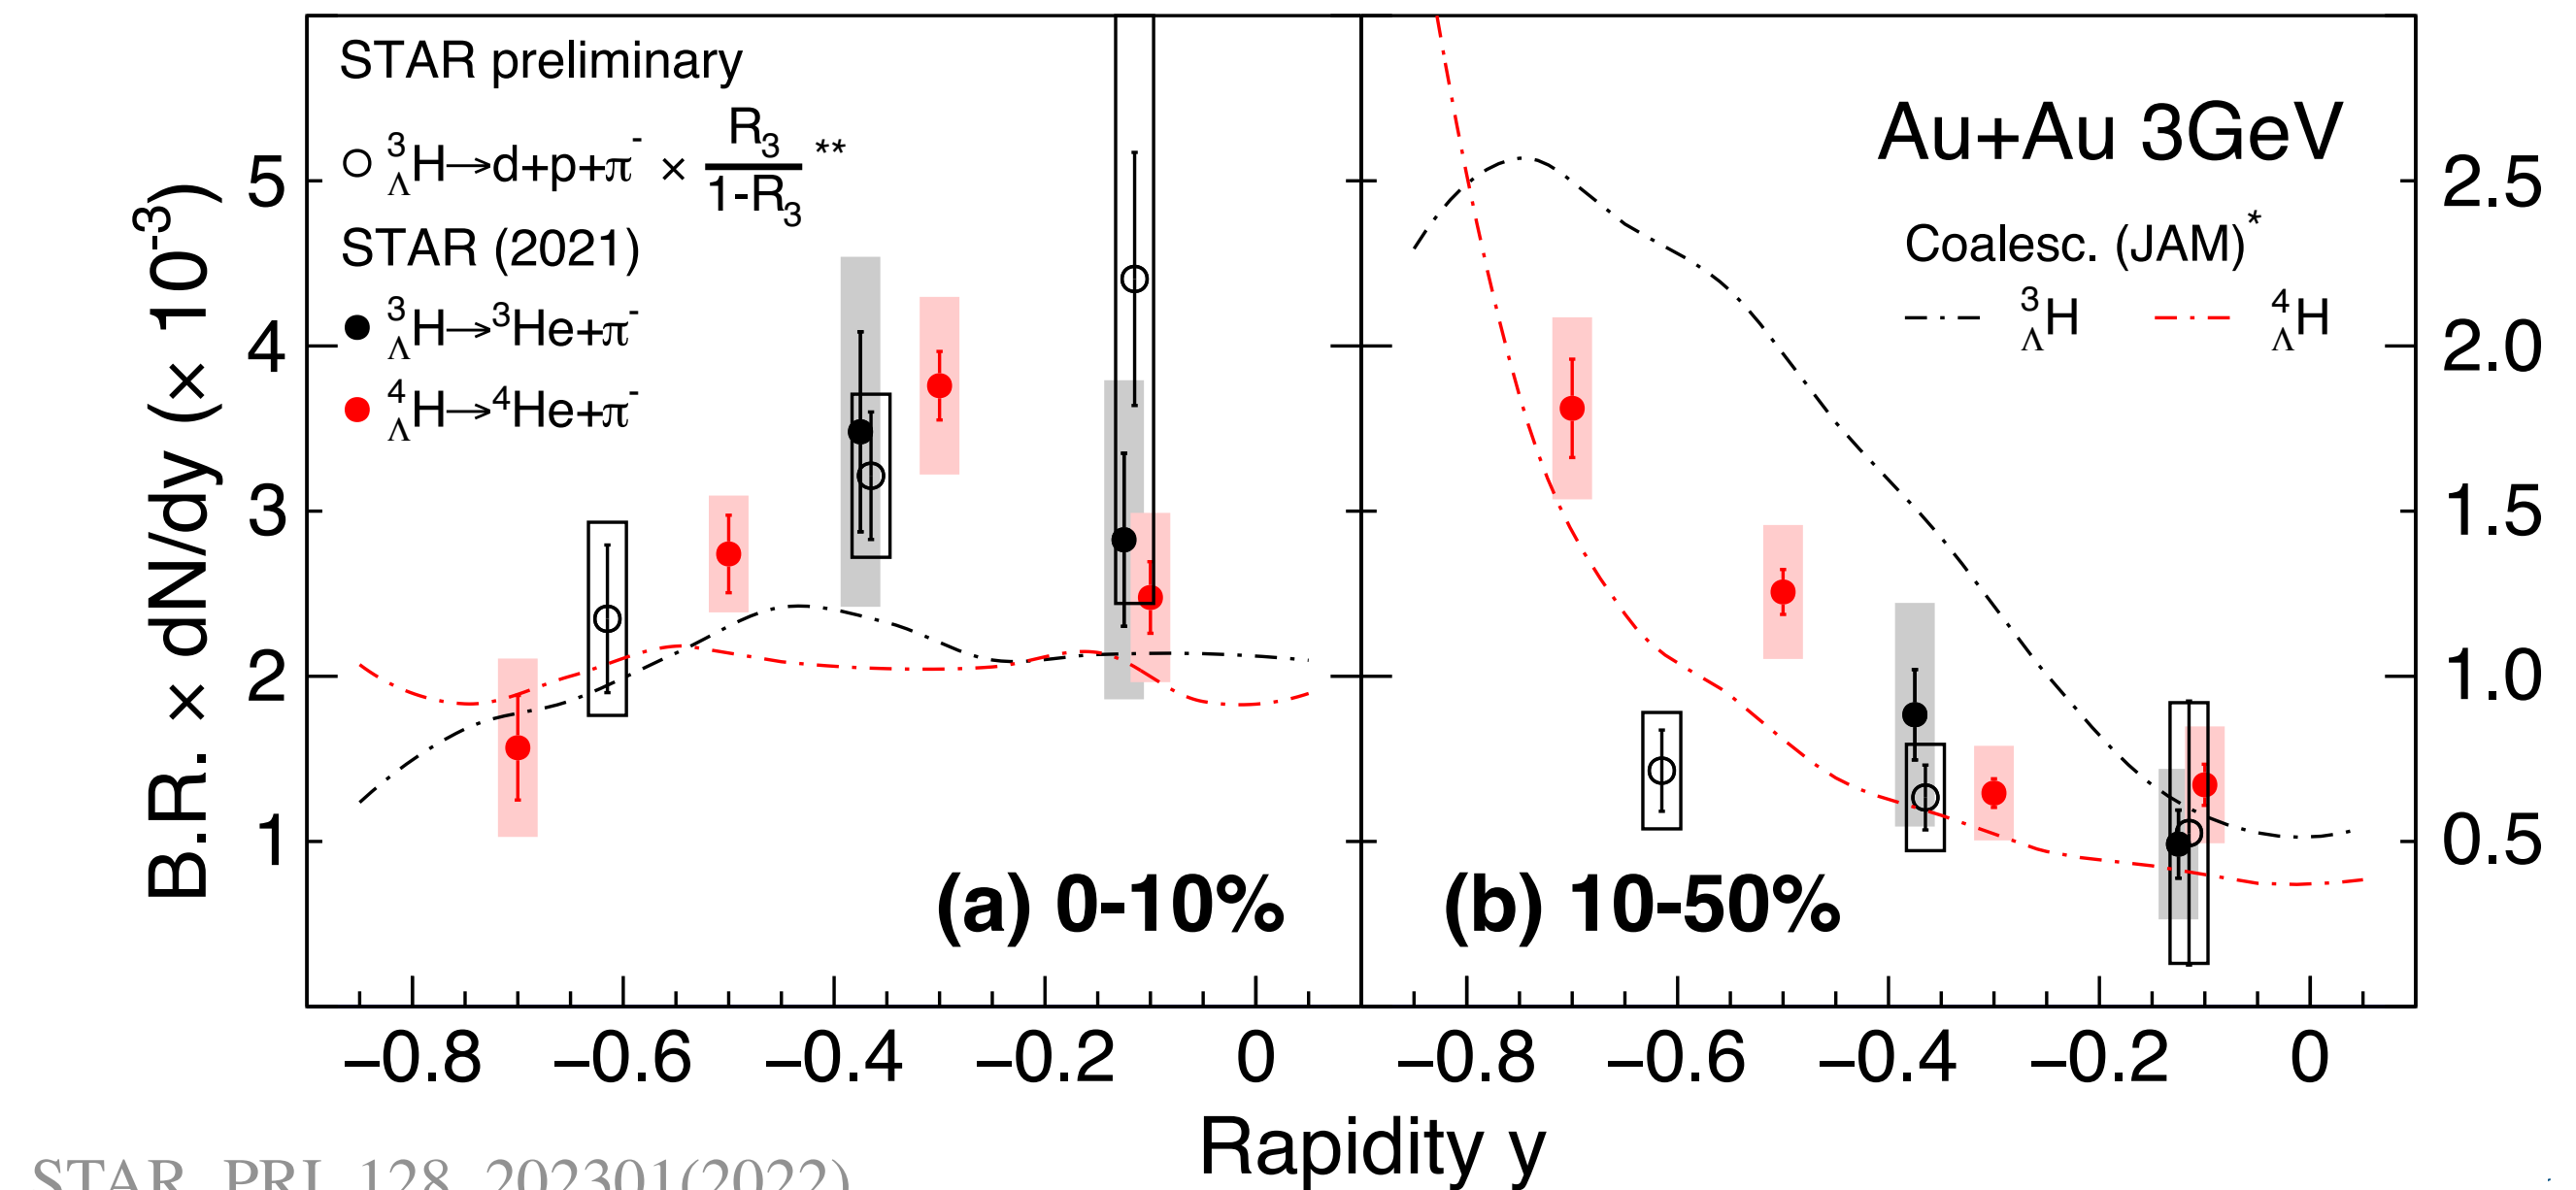 STAR preliminary
○ ³ΛH→d+p+π⁻ × R₃/1-R₃ **
STAR (2021)
● ³ΛH→³He+π⁻
● ⁴ΛH→⁴He+π⁻
Au+Au 3GeV
Coalesc. (JAM)*
³ΛH ⁴ΛH
B.R. × dN/dy (× 10⁻³)
5
4
3
2
1
2.5
2.0
1.5
1.0
0.5
(a) 0-10%
(b) 10-50%
−0.8 −0.6 −0.4 −0.2 0
−0.8 −0.6 −0.4 −0.2 0
Rapidity y
STAR, PRL 128, 202301(2022)